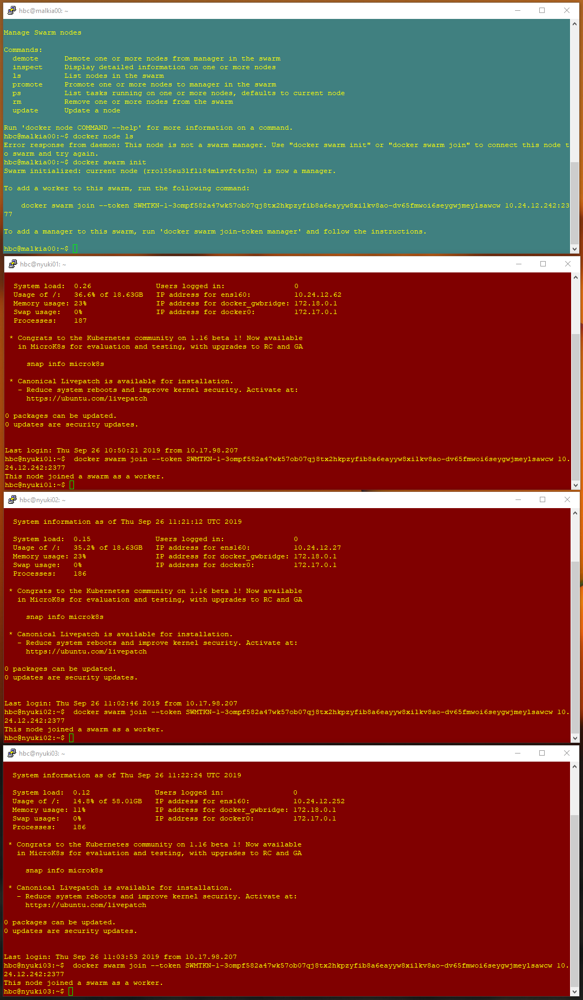 hbc@malkia00: ~
Manage Swarm nodes
Commands:
demote Demote one or more nodes from manager in the swarm
inspect Display detailed information on one or more nodes
ls List nodes in the swarm
promote Promote one or more nodes to manager in the swarm
ps List tasks running on one or more nodes, defaults to current node
rm Remove one or more nodes from the swarm
update Update a node
Run 'docker node COMMAND --help' for more information on a command.
hbc@malkia00:~$ docker node ls
Error response from daemon: This node is not a swarm manager. Use "docker swarm init" or "docker swarm join" to connect this node t
o swarm and try again.
hbc@malkia00:~$ docker swarm init
Swarm initialized: current node (rro155eu3lfl184mlsvft4r3n) is now a manager.
To add a worker to this swarm, run the following command:
docker swarm join --token SWMTKN-1-3ompf582a47wk57ob07qj8tx2hkpzyfib8a6eayyw8xilkv8ao-dv65fmwoi6seygwjmeylsawcw 10.24.12.242:23
77
To add a manager to this swarm, run 'docker swarm join-token manager' and follow the instructions.
hbc@malkia00:~$
hbc@nyuki01: ~
System load: 0.26 Users logged in: 0
Usage of /: 36.6% of 18.63GB IP address for ens160: 10.24.12.62
Memory usage: 23% IP address for docker_gwbridge: 172.18.0.1
Swap usage: 0% IP address for docker0: 172.17.0.1
Processes: 187
* Congrats to the Kubernetes community on 1.16 beta 1! Now available
in MicroK8s for evaluation and testing, with upgrades to RC and GA
snap info microk8s
* Canonical Livepatch is available for installation.
- Reduce system reboots and improve kernel security. Activate at:
https://ubuntu.com/livepatch
0 packages can be updated.
0 updates are security updates.
Last login: Thu Sep 26 10:50:21 2019 from 10.17.98.207
hbc@nyuki01:~$ docker swarm join --token SWMTKN-1-3ompf582a47wk57ob07qj8tx2hkpzyfib8a6eayyw8xilkv8ao-dv65fmwoi6seygwjmeylsawcw 10.
24.12.242:2377
This node joined a swarm as a worker.
hbc@nyuki01:~$
hbc@nyuki02: ~
System information as of Thu Sep 26 11:21:12 UTC 2019
System load: 0.15 Users logged in: 0
Usage of /: 35.2% of 18.63GB IP address for ens160: 10.24.12.27
Memory usage: 23% IP address for docker_gwbridge: 172.18.0.1
Swap usage: 0% IP address for docker0: 172.17.0.1
Processes: 186
* Congrats to the Kubernetes community on 1.16 beta 1! Now available
in MicroK8s for evaluation and testing, with upgrades to RC and GA
snap info microk8s
* Canonical Livepatch is available for installation.
- Reduce system reboots and improve kernel security. Activate at:
https://ubuntu.com/livepatch
0 packages can be updated.
0 updates are security updates.
Last login: Thu Sep 26 11:02:46 2019 from 10.17.98.207
hbc@nyuki02:~$ docker swarm join --token SWMTKN-1-3ompf582a47wk57ob07qj8tx2hkpzyfib8a6eayyw8xilkv8ao-dv65fmwoi6seygwjmeylsawcw 10.
24.12.242:2377
This node joined a swarm as a worker.
hbc@nyuki02:~$
hbc@nyuki03: ~
System information as of Thu Sep 26 11:22:24 UTC 2019
System load: 0.12 Users logged in: 0
Usage of /: 14.8% of 58.01GB IP address for ens160: 10.24.12.252
Memory usage: 11% IP address for docker_gwbridge: 172.18.0.1
Swap usage: 0% IP address for docker0: 172.17.0.1
Processes: 186
* Congrats to the Kubernetes community on 1.16 beta 1! Now available
in MicroK8s for evaluation and testing, with upgrades to RC and GA
snap info microk8s
* Canonical Livepatch is available for installation.
- Reduce system reboots and improve kernel security. Activate at:
https://ubuntu.com/livepatch
0 packages can be updated.
0 updates are security updates.
Last login: Thu Sep 26 11:03:53 2019 from 10.17.98.207
hbc@nyuki03:~$ docker swarm join --token SWMTKN-1-3ompf582a47wk57ob07qj8tx2hkpzyfib8a6eayyw8xilkv8ao-dv65fmwoi6seygwjmeylsawcw 10.
24.12.242:2377
This node joined a swarm as a worker.
hbc@nyuki03:~$